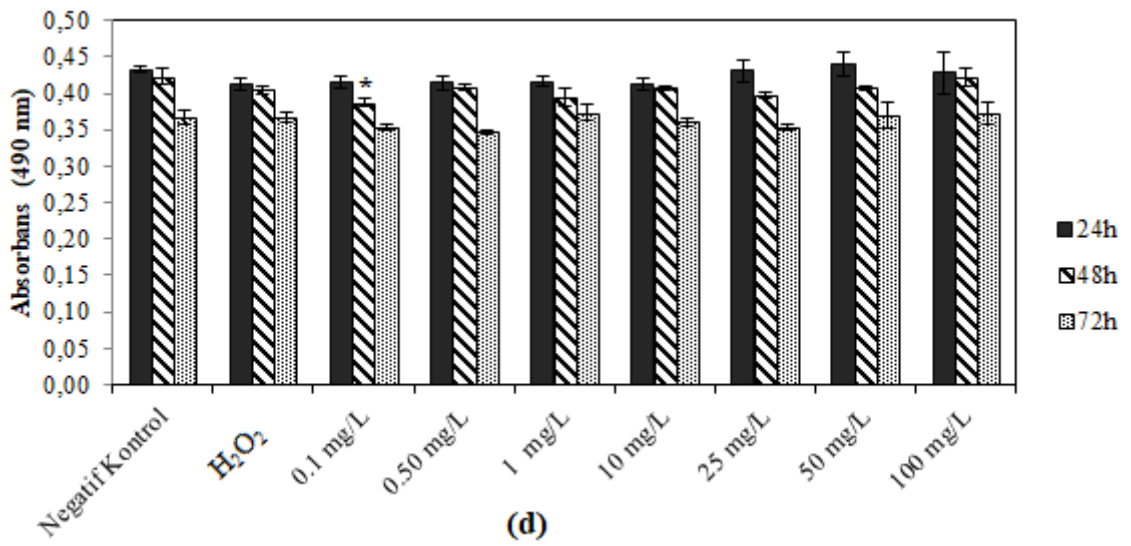 0,50
0,45
0,40
0,35
0,30
0,25
0,20
0,15
0,10
0,05
0,00
Absorbans (490 nm)
*
24h
48h
72h
Negatif Kontrol
H₂O₂
0.1 mg/L
0.50 mg/L
1 mg/L
10 mg/L
25 mg/L
50 mg/L
100 mg/L
(d)